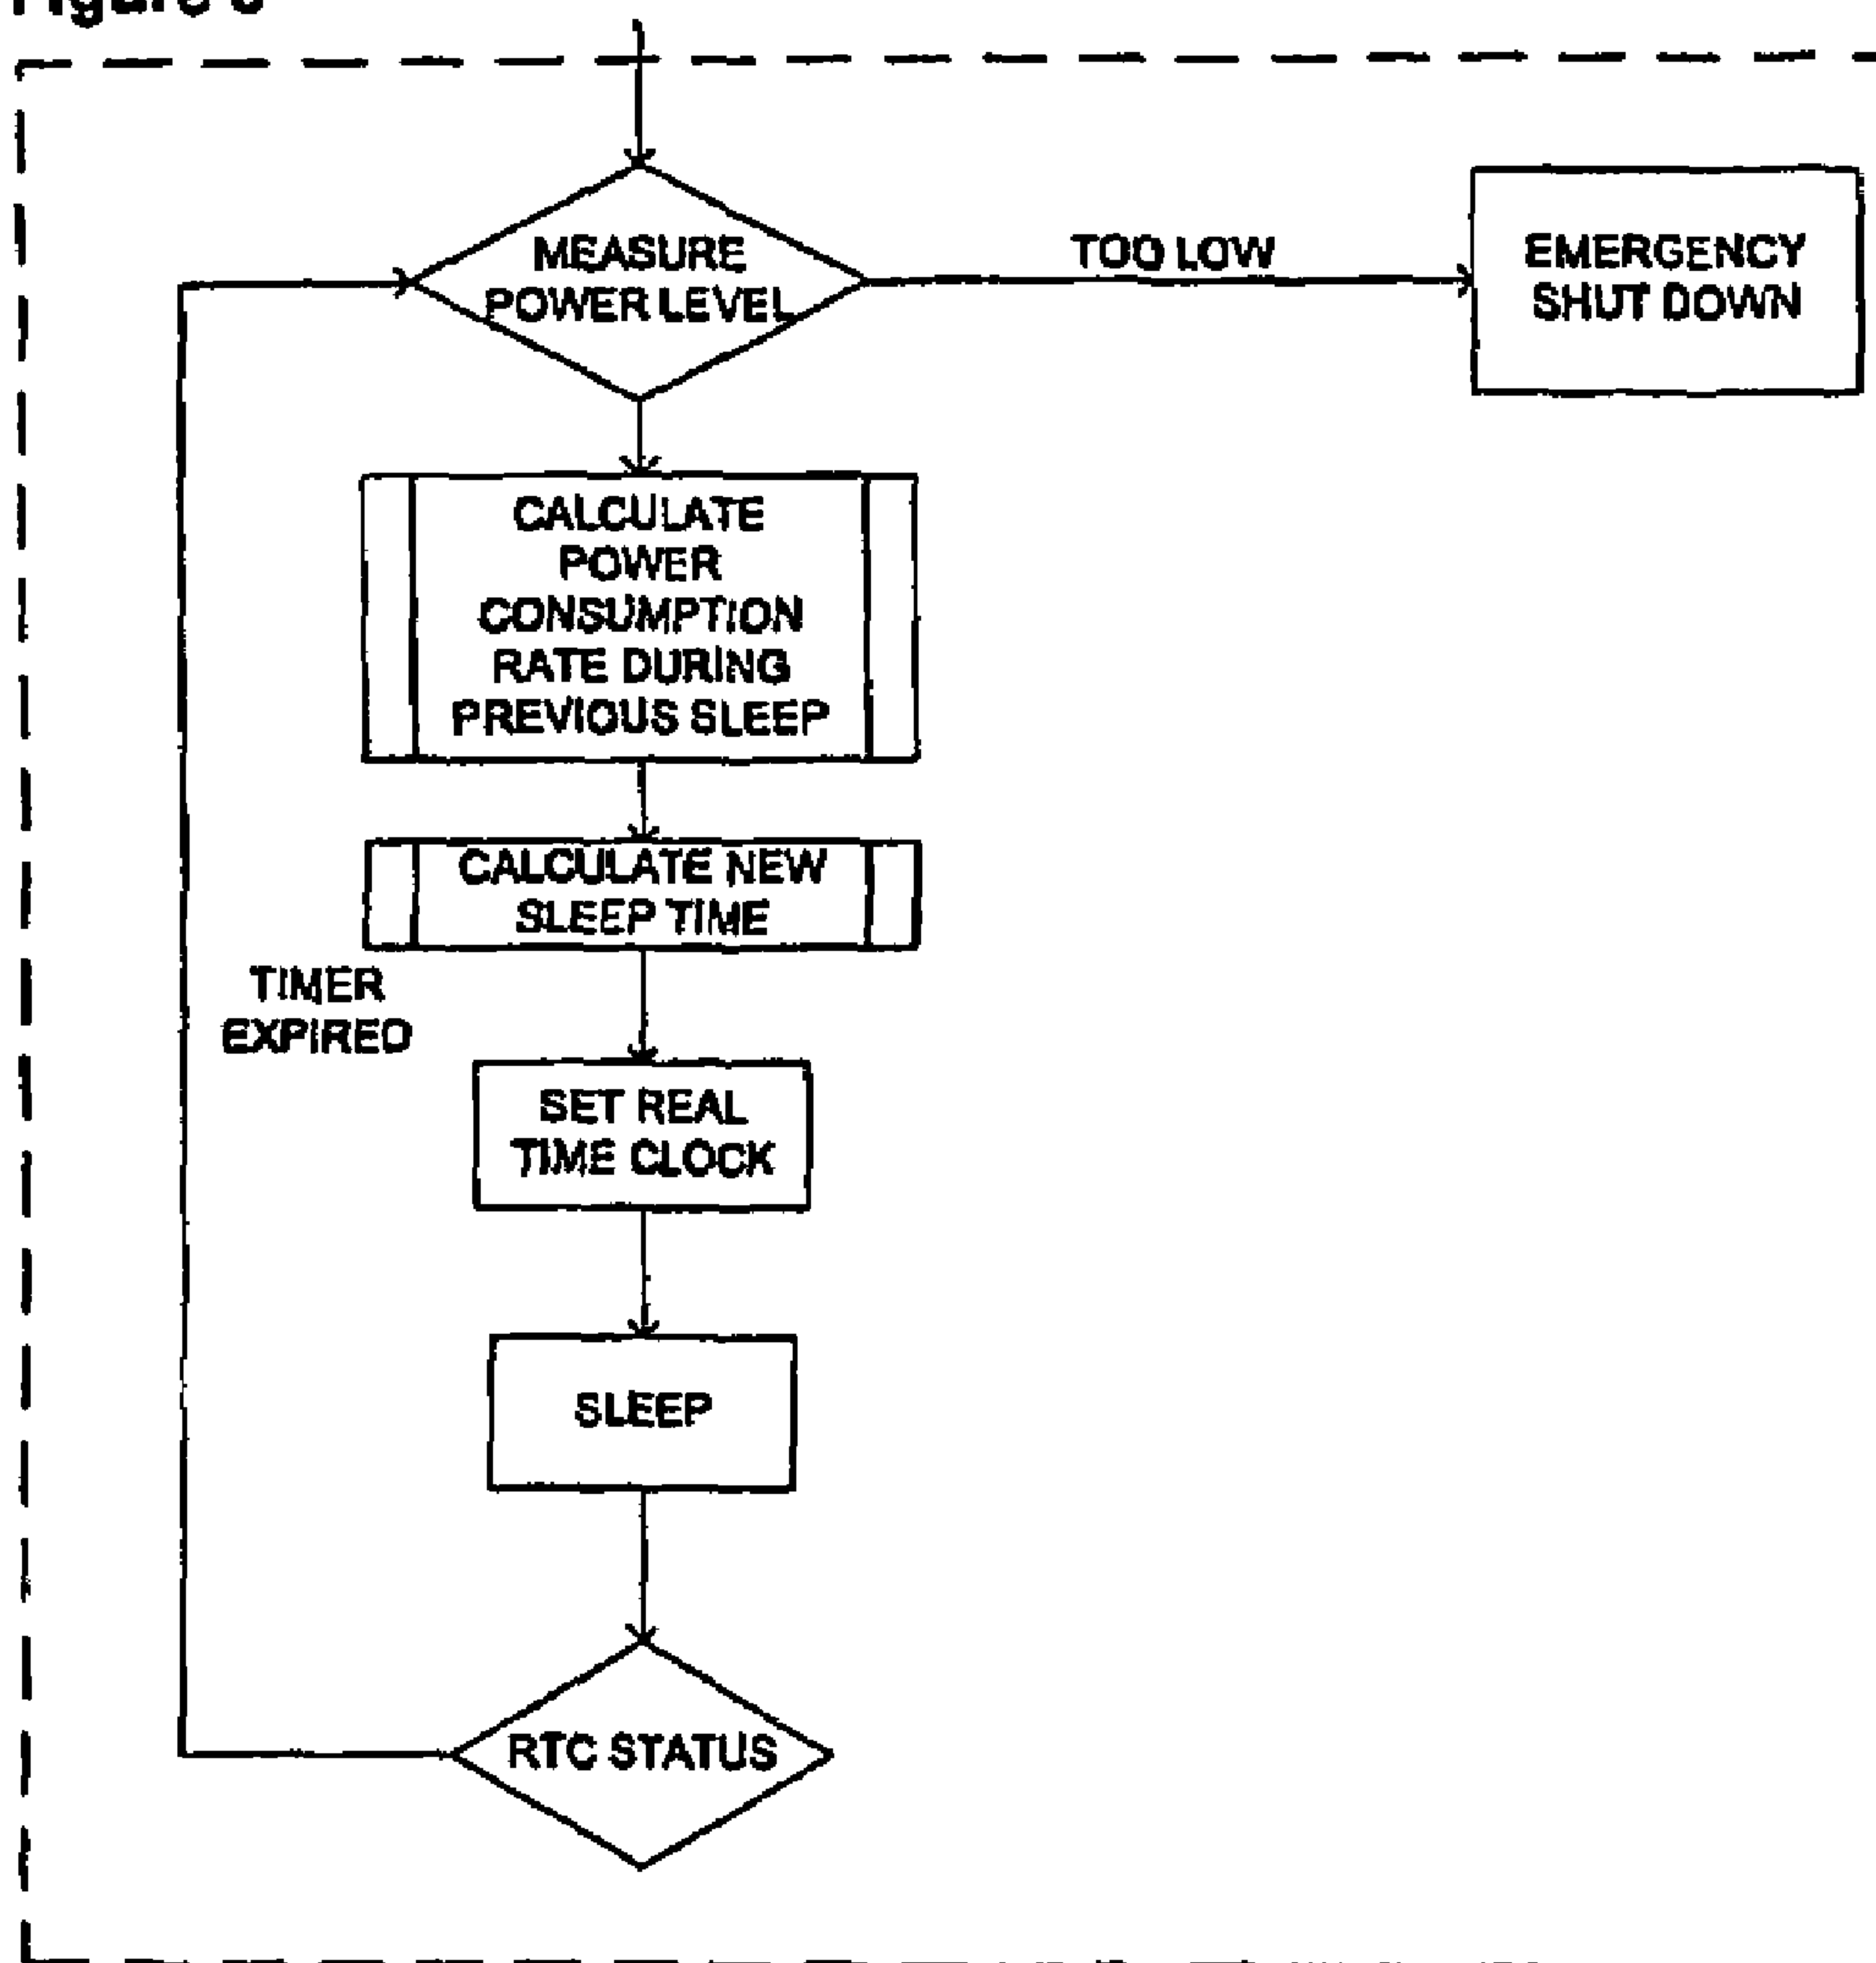 MEASURE
POWER LEVEL
TOO LOW
EMERGENCY
SHUT DOWN
CALCULATE
POWER
CONSUMPTION
RATE DURING
PREVIOUS SLEEP
CALCULATE NEW
SLEEP TIME
TIMER
EXPIRED
SET REAL
TIME CLOCK
SLEEP
RTC STATUS